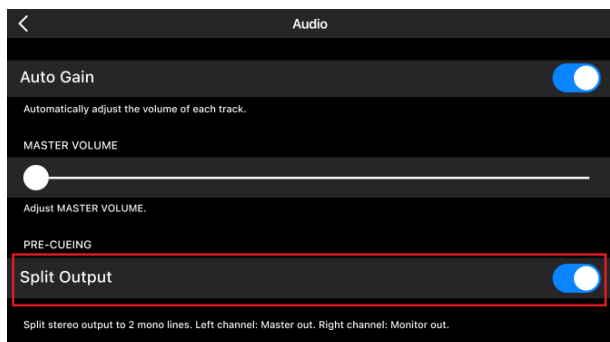 Audio
Auto Gain
Automatically adjust the volume of each track.
MASTER VOLUME
Adjust MASTER VOLUME.
PRE-CUEING
Split Output
Split stereo output to 2 mono lines. Left channel: Master out. Right channel: Monitor out.